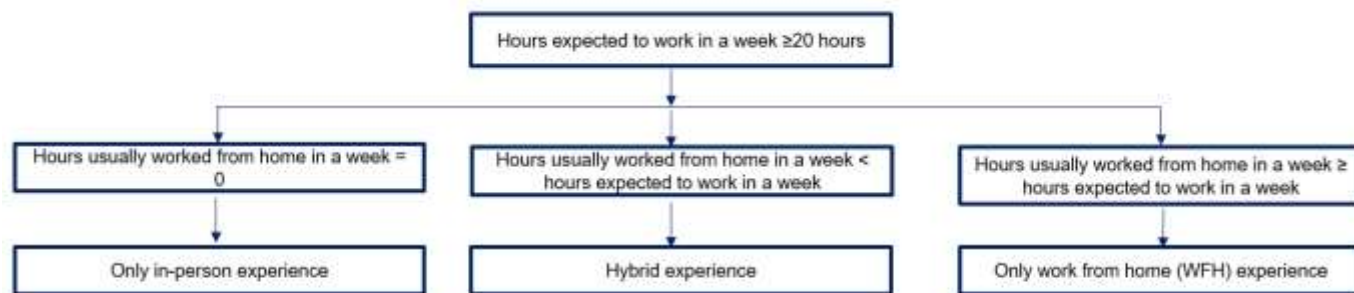 Hours expected to work in a week ≥20 hours
Hours usually worked from home in a week =
0
Hours usually worked from home in a week <
hours expected to work in a week
Hours usually worked from home in a week ≥
hours expected to work in a week
Only in-person experience
Hybrid experience
Only work from home (WFH) experience